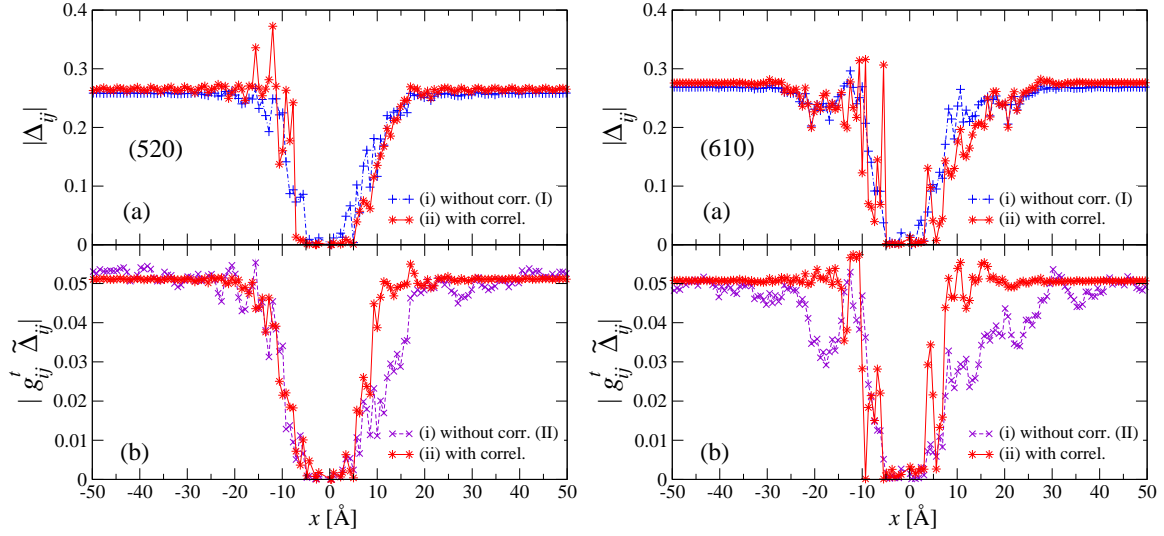 0.4
0.3
0.2
0.1
0
|Δij|
(520)
(a)
(i) without corr. (I)
(ii) with correl.
0.05
0.04
0.03
0.02
0.01
0
| g^t_ij Δ̃ij|
(b)
(i) without corr. (II)
(ii) with correl.
-50 -40 -30 -20 -10 0 10 20 30 40 50
x [Å]
0.4
0.3
0.2
0.1
0
|Δij|
(610)
(a)
(i) without corr. (I)
(ii) with correl.
0.05
0.04
0.03
0.02
0.01
0
| g^t_ij Δ̃ij|
(b)
(i) without corr. (II)
(ii) with correl.
-50 -40 -30 -20 -10 0 10 20 30 40 50
x [Å]